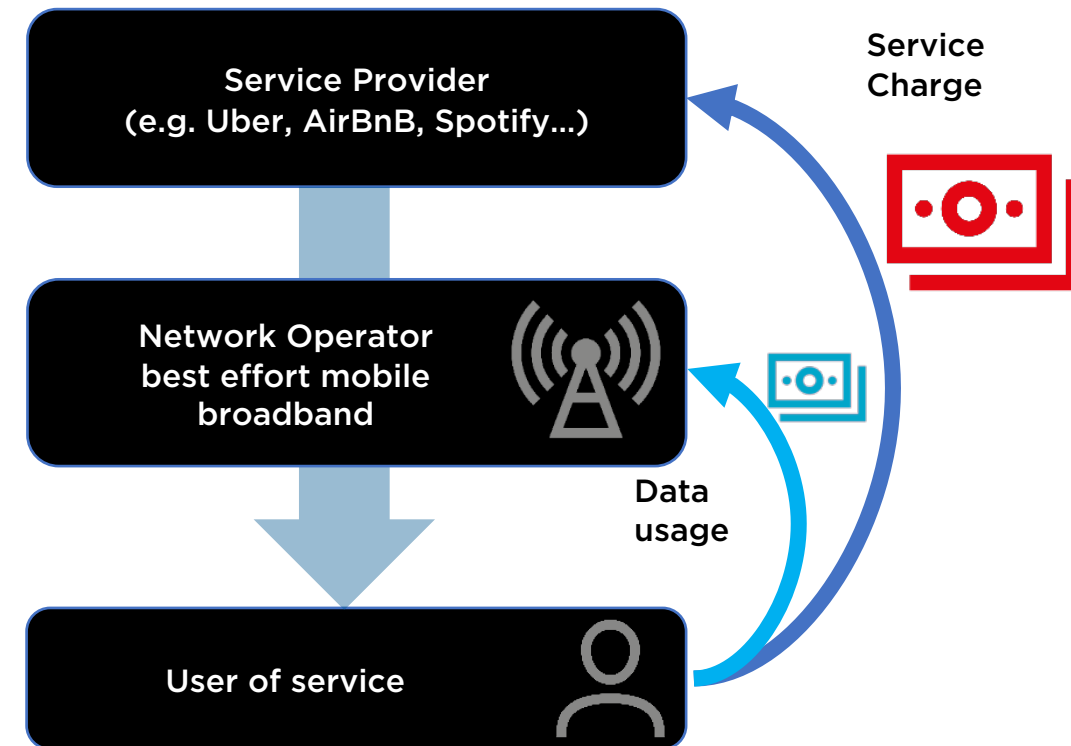 Service Provider
(e.g. Uber, AirBnB, Spotify...)
Service
Charge
Network Operator
best effort mobile
broadband
Data
usage
User of service